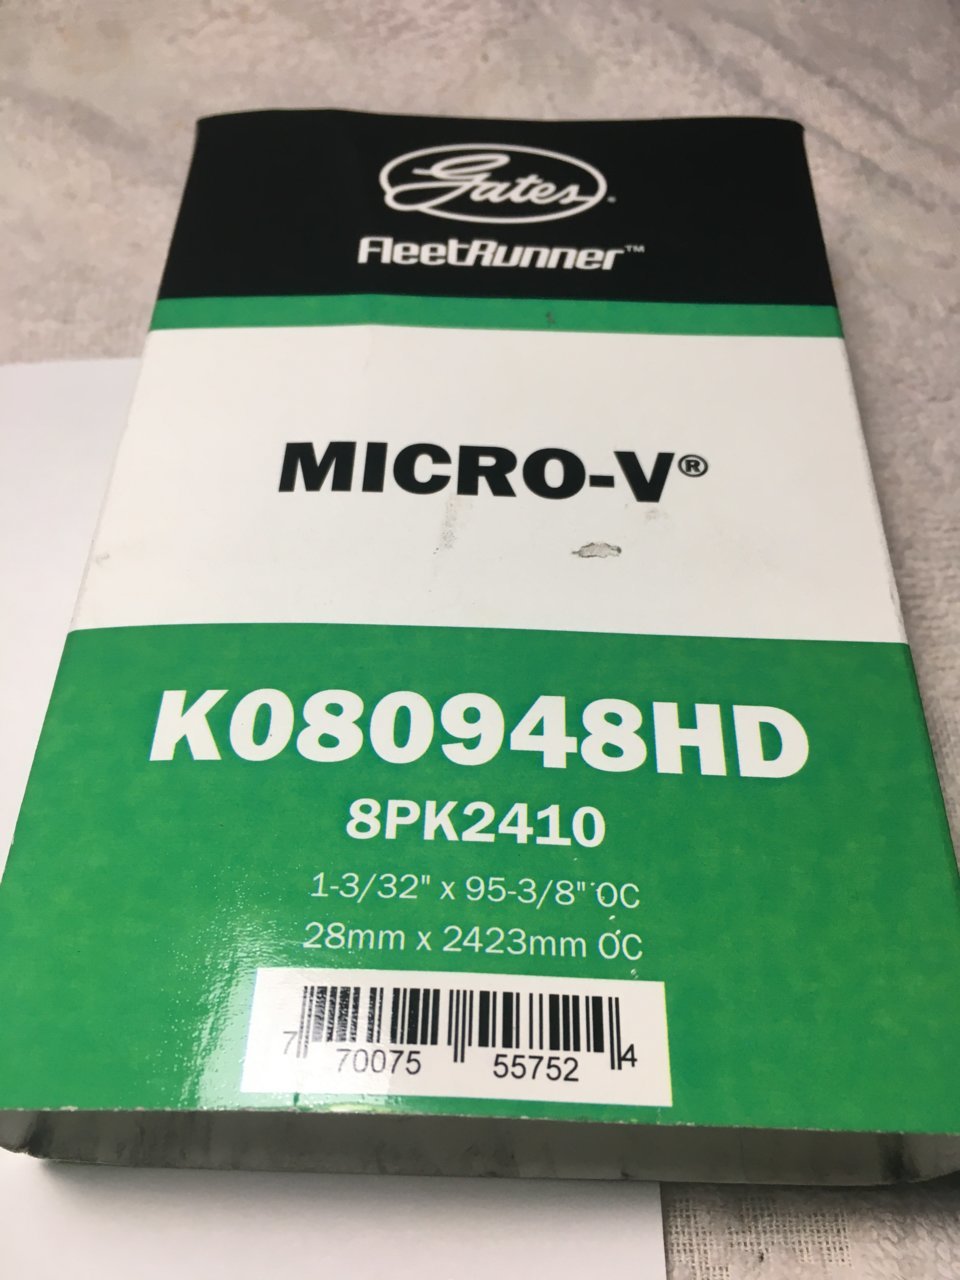 Gates®
FleetRunner™
MICRO-V®
K080948HD
8PK2410
1-3/32" x 95-3/8" OC
28mm x 2423mm OC
7 70075 55752 4